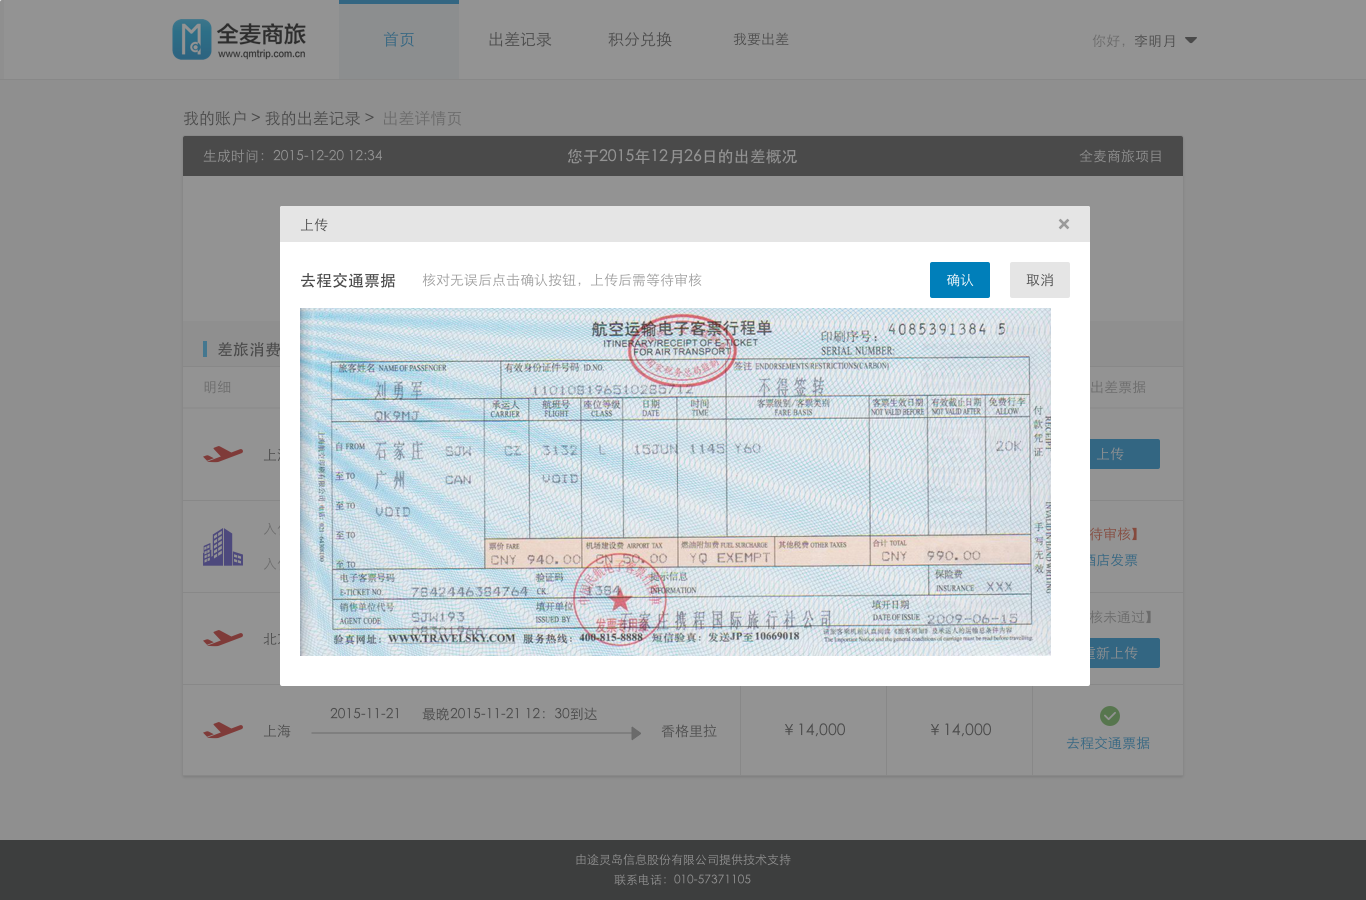 全麦商旅
www.qmtrip.com.cn
首页
出差记录
积分兑换
我要出差
你好，李明月
我的账户 > 我的出差记录 > 出差详情页
生成时间：2015-12-20 12:34
您于2015年12月26日的出差概况
全麦商旅项目
上传
去程交通票据
核对无误后点击确认按钮，上传后需等待审核
确认
取消
航空运输电子客票行程单
ITINERARY/RECEIPT OF E-TICKET
FOR AIR TRANSPORT
印刷序号： 4085391384 5
SERIAL NUMBER:
旅客姓名 NAME OF PASSENGER
有效身份证件号码 ID.NO.
签注 ENDORSEMENTS/RESTRICTIONS(CARBON)
刘勇军
110108196510285712
不得签转
QK9MJ
承运人 CARRIER
航班号 FLIGHT
座位等级 CLASS
日期 DATE
时间 TIME
客票级别/客票类别 FARE BASIS
客票生效日期 NOT VALID BEFORE
有效截止日期 NOT VALID AFTER
免费行李 ALLOW
自 FROM 石家庄 SJW CZ 3132 L 15JUN 1145 Y60 20K
至 TO 广州 CAN VOID
至 TO VOID
至 TO
至 TO
付款凭证
手写无效
票价 FARE
机场建设费 AIRPORT TAX
燃油附加费 FUEL SURCHARGE
其他税费 OTHER TAXES
合计 TOTAL
CNY 940.00 CN 50.00 YQ EXEMPT CNY 990.00
电子客票号码
E-TICKET NO. 7842446384764
验证码
CK. 1384
提示信息
INFORMATION
保险费
INSURANCE XXX
销售单位代号
AGENT CODE SJW193
08301966
填开单位
ISSUED BY 石家庄携程国际旅行社公司
填开日期
DATE OF ISSUE 2009-06-15
发票专用章
验真网址：WWW.TRAVELSKY.COM 服务热线：400-815-8888 短信验真：发送JP至10669018
差旅消费
明细
出差票据
上
上传
入
入
待审核】
酒店发票
北
核未通过】
重新上传
上海
2015-11-21
最晚2015-11-21 12：30到达
香格里拉
¥ 14,000
¥ 14,000
去程交通票据
由途灵岛信息股份有限公司提供技术支持
联系电话：010-57371105